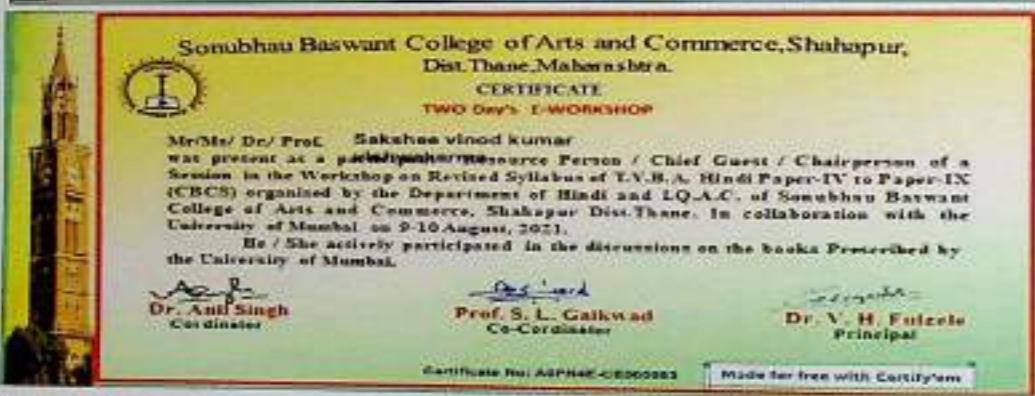 Sonubhau Baswant College of Arts and Commerce,Shahapur,
Dist.Thane,Maharashtra.
CERTIFICATE
TWO Day's E-WORKSHOP
Mr/Ms/ Dr./ Prof. Sakshee vinod kumar
was present as a Resource Person / Chief Guest / Chairperson of a
Session in the Workshop on Revised Syllabus of T.Y.B.A. Hindi Paper-IV to Paper-IX
(CBCS) organised by the Department of Hindi and I.Q.A.C. of Sonubhau Baswant
College of Arts and Commerce, Shahapur Dist.Thane. In collaboration with the
University of Mumbai on 9-10 August, 2021.
He / She actively participated in the discussions on the books Prescribed by
the University of Mumbai.
Dr. Anil Singh
Cordinator
Prof. S. L. Gaikwad
Co-Cordinator
Dr. V. H. Fulzele
Principal
Certificate No:
Made for free with Certify'em